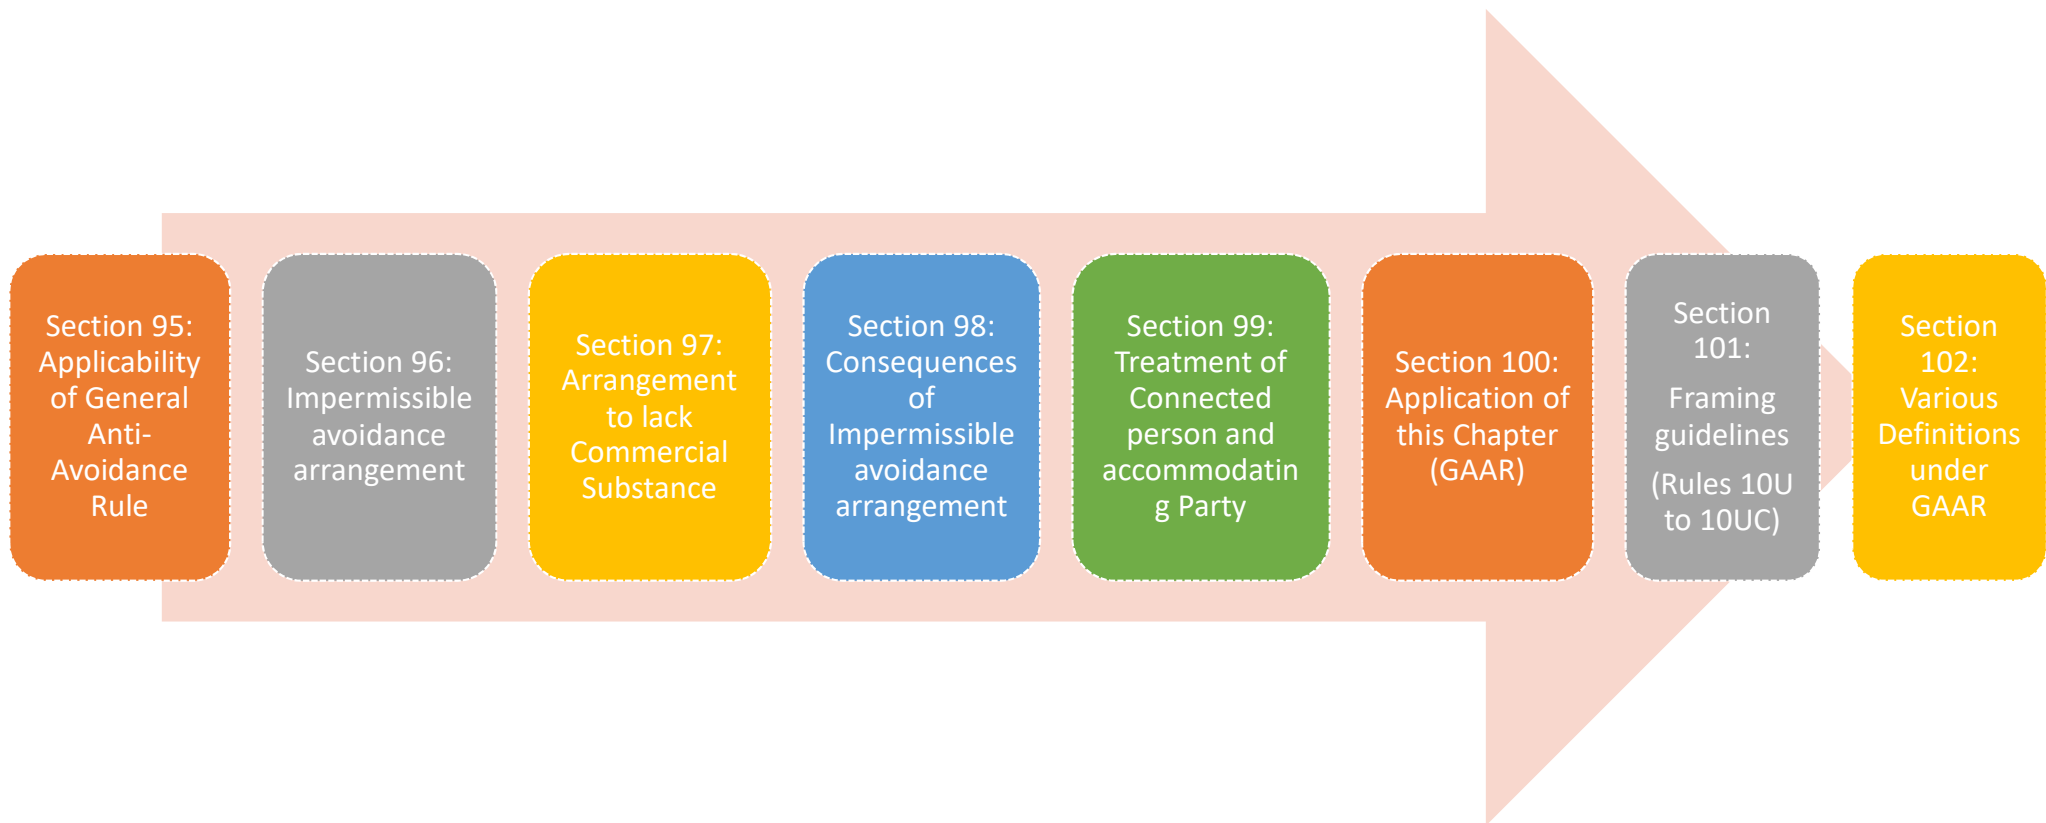 Section 95:
Applicability
of General
Anti-
Avoidance
Rule
Section 96:
Impermissible
avoidance
arrangement
Section 97:
Arrangement
to lack
Commercial
Substance
Section 98:
Consequences
of
Impermissible
avoidance
arrangement
Section 99:
Treatment of
Connected
person and
accommodatin
g Party
Section 100:
Application of
this Chapter
(GAAR)
Section
101:
Framing
guidelines
(Rules 10U
to 10UC)
Section
102:
Various
Definitions
under
GAAR